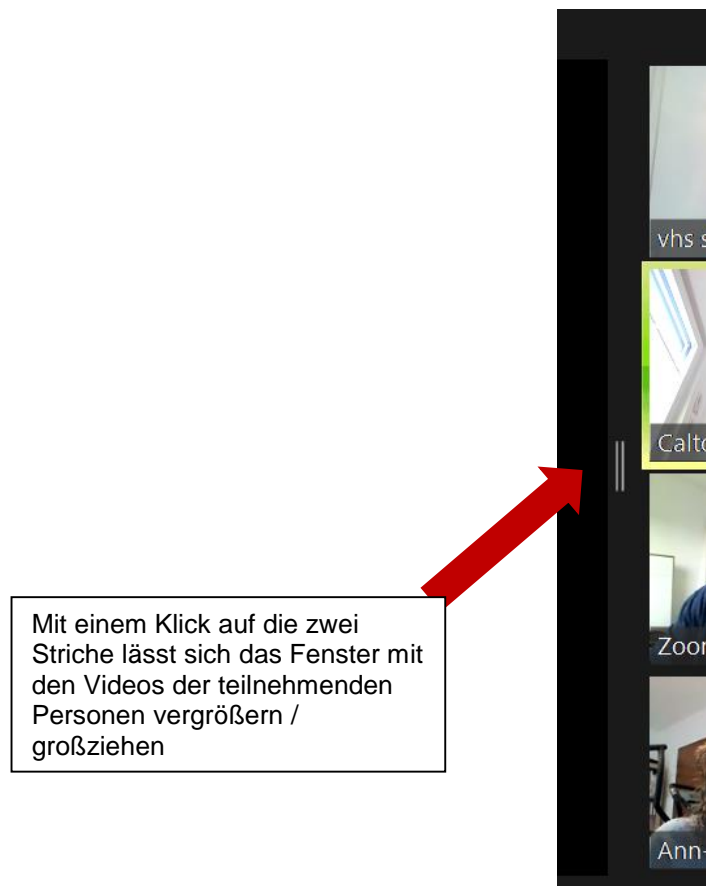 vhs s
Calto
Zoor
Ann-
Mit einem Klick auf die zwei
Striche lässt sich das Fenster mit
den Videos der teilnehmenden
Personen vergrößern /
großziehen